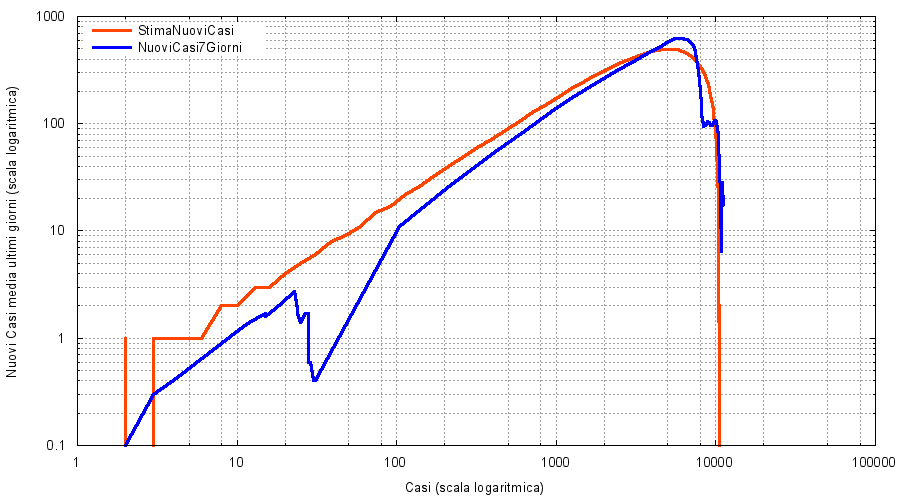 1000
StimaNuoviCasi
NuoviCasi7Giorni
100
10
1
0.1
Nuovi Casi media ultimi giorni (scala logaritmica)
1 10 100 1000 10000 100000
Casi (scala logaritmica)